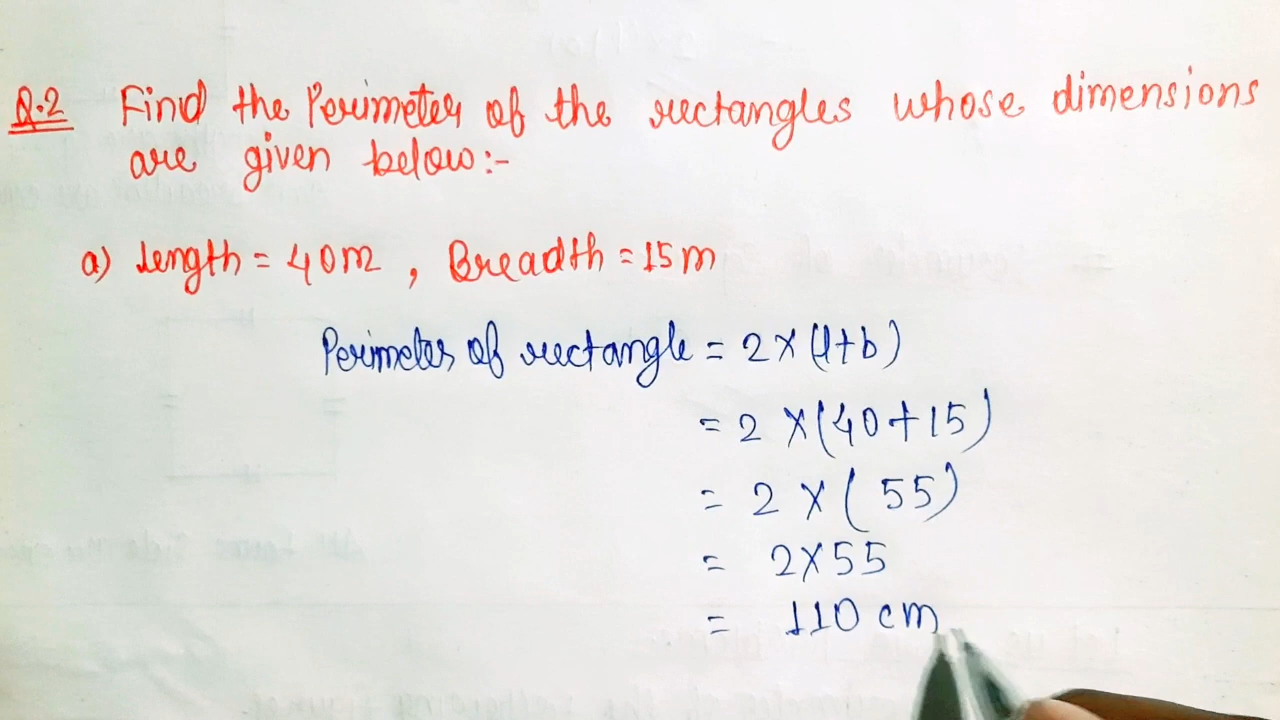 Q.2 Find the Perimeter of the rectangles whose dimensions
are given below:-
a) length = 40m , Breadth = 15m
Perimeter of rectangle = 2×(l+b)
= 2 ×(40+15)
= 2 × ( 55)
= 2×55
= 110 cm